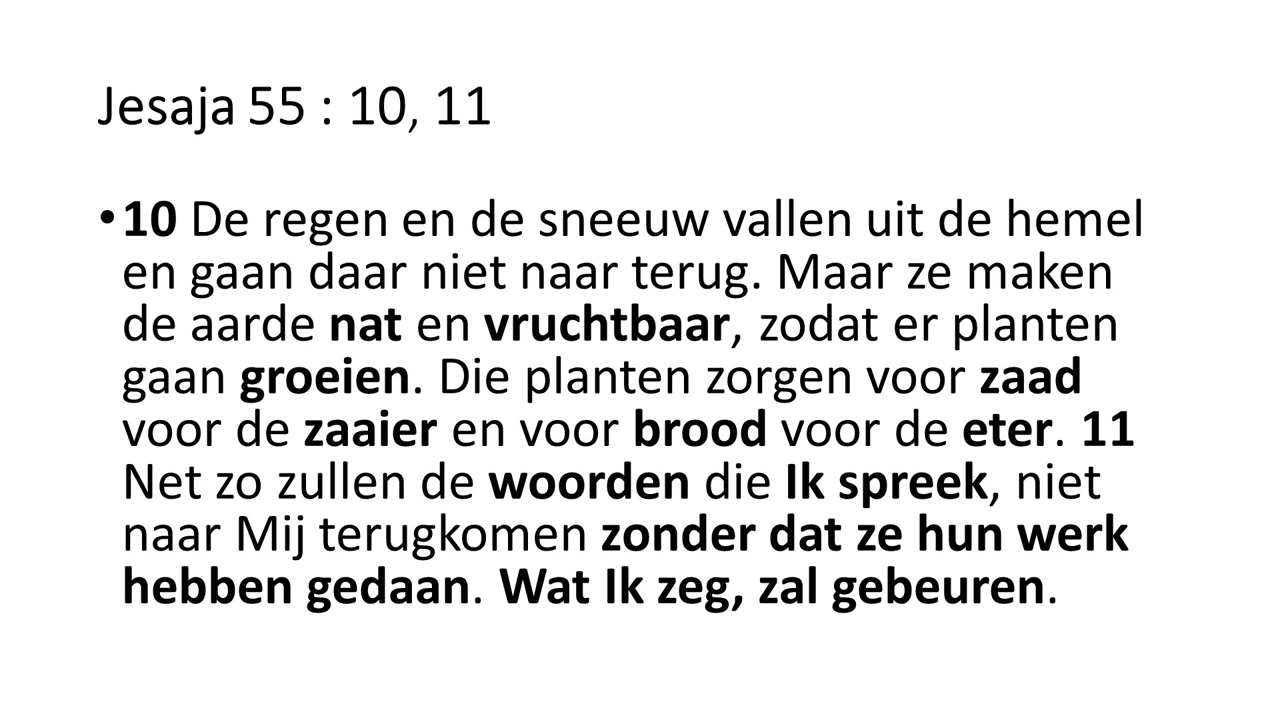 Jesaja 55 : 10, 11
•10 De regen en de sneeuw vallen uit de hemel
en gaan daar niet naar terug. Maar ze maken
de aarde nat en vruchtbaar, zodat er planten
gaan groeien. Die planten zorgen voor zaad
voor de zaaier en voor brood voor de eter. 11
Net zo zullen de woorden die Ik spreek, niet
naar Mij terugkomen zonder dat ze hun werk
hebben gedaan. Wat Ik zeg, zal gebeuren.